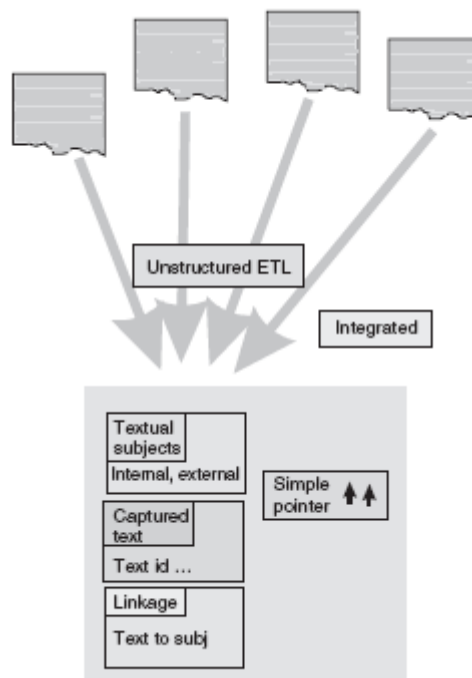 Unstructured ETL
Integrated
Textual
subjects
Internal, external
Simple
pointer
Captured
text
Text id ...
Linkage
Text to subj